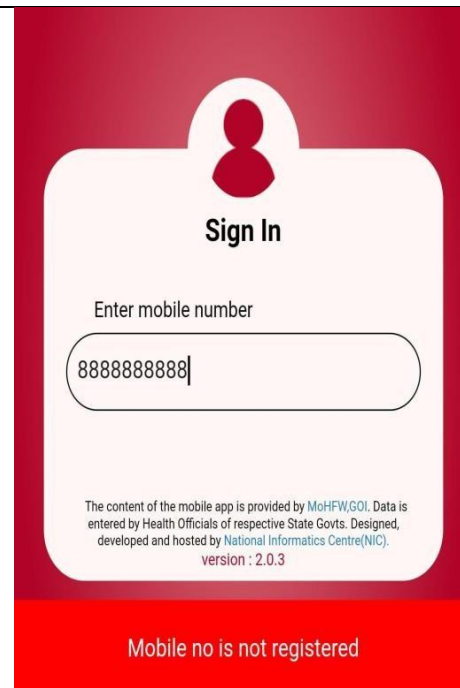 Sign In
Enter mobile number
8888888888
The content of the mobile app is provided by MoHFW,GOI. Data is
entered by Health Officials of respective State Govts. Designed,
developed and hosted by National Informatics Centre(NIC).
version : 2.0.3
Mobile no is not registered